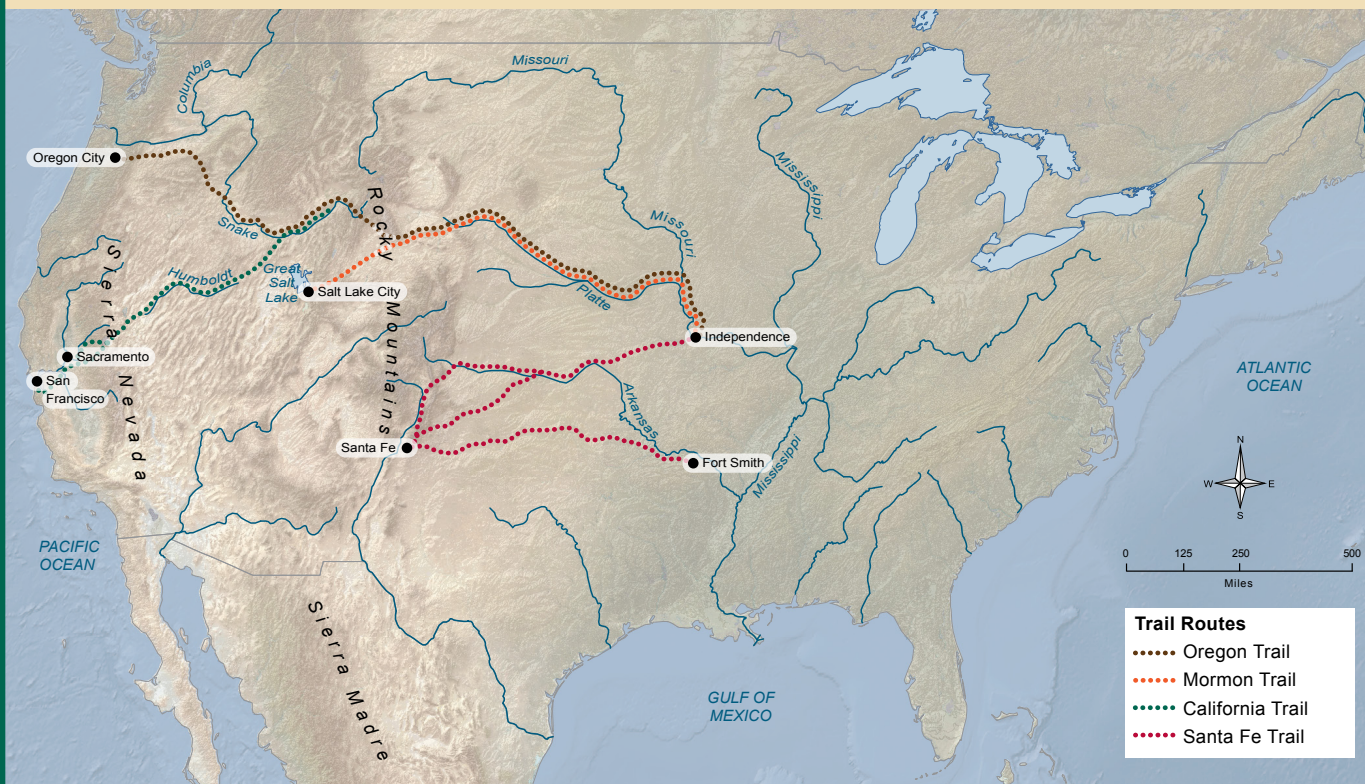 Columbia
Missouri
Oregon City
Mississippi
Rocky Mountains
Missouri
Snake
Sierra Nevada
Humboldt
Great
Salt
Lake
Salt Lake City
Platte
Independence
Sacramento
San
Francisco
ATLANTIC
OCEAN
Arkansas
Santa Fe
Fort Smith
Mississippi
N
W
E
S
PACIFIC
OCEAN
0 125 250 500
Miles
Sierra Madre
GULF OF
MEXICO
Trail Routes
Oregon Trail
Mormon Trail
California Trail
Santa Fe Trail